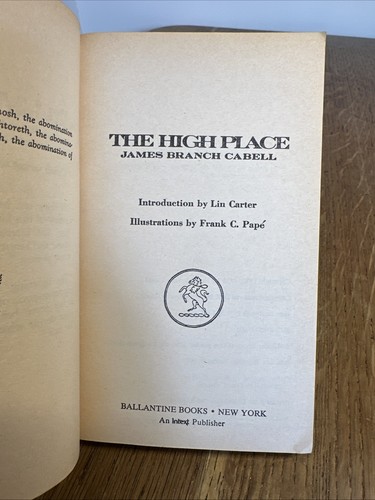 osh, the abomination
htoreth, the abomina-
h, the abomination of
THE HIGH PLACE
JAMES BRANCH CABELL
Introduction by Lin Carter
Illustrations by Frank C. Papé
BALLANTINE BOOKS • NEW YORK
An intext Publisher